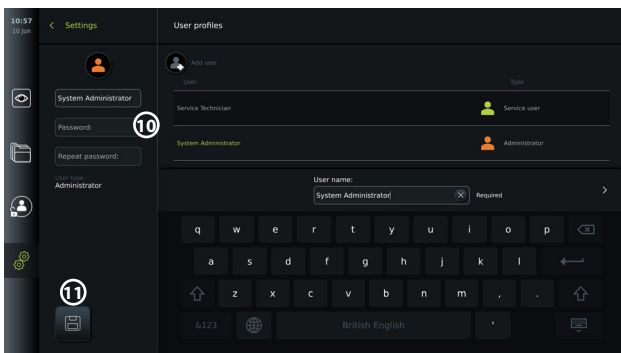 10:57
10 Jun
Settings
User profiles
Add user
User
Type
System Administrator
Service Technician
Service user
Password:
10
System Administrator
Administrator
Repeat password:
User type:
Administrator
User name:
System Administrator
Required
q w e r t y u i o p
a s d f g h j k l
z x c v b n m , .
11
&123
British English
'